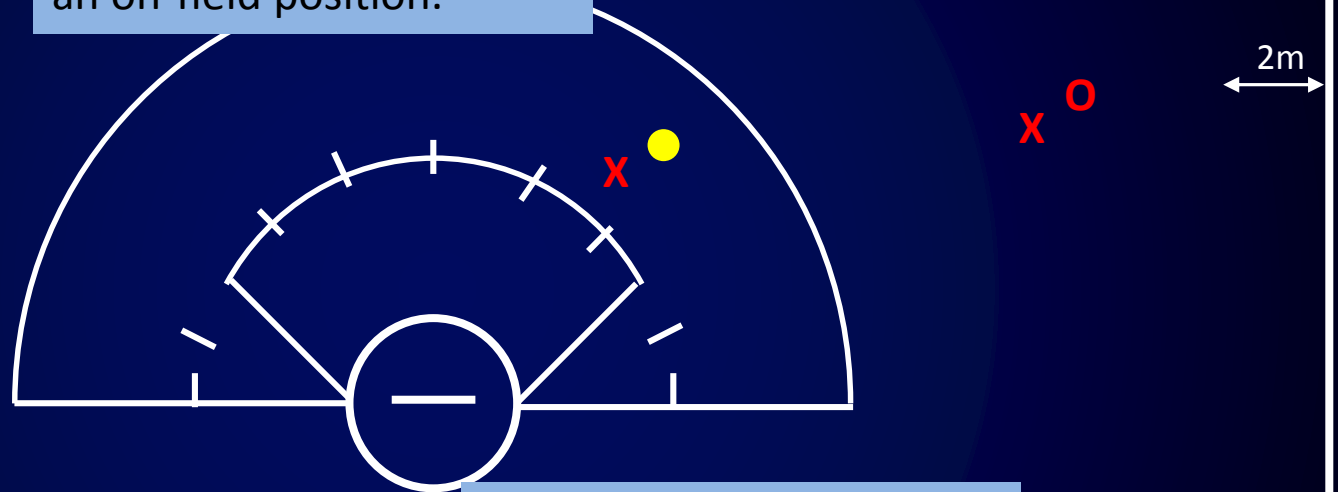 an off-field position.
2m
O
X
X